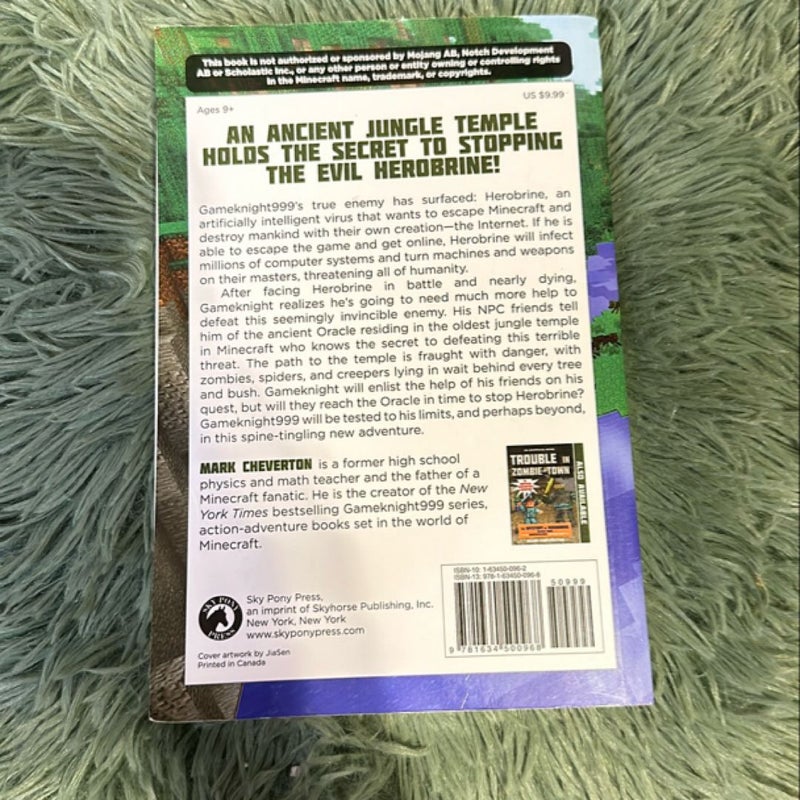 This book is not authorized or sponsored by Mojang AB, Notch Development
AB or Scholastic Inc., or any other person or entity owning or controlling rights
in the Minecraft name, trademark, or copyrights.
Ages 9+
US $9.99
AN ANCIENT JUNGLE TEMPLE
HOLDS THE SECRET TO STOPPING
THE EVIL HEROBRINE!
Gameknight999's true enemy has surfaced: Herobrine, an
artificially intelligent virus that wants to escape Minecraft and
destroy mankind with their own creation—the Internet. If he is
able to escape the game and get online, Herobrine will infect
millions of computer systems and turn machines and weapons
on their masters, threatening all of humanity.
After facing Herobrine in battle and nearly dying,
Gameknight realizes he's going to need much more help to
defeat this seemingly invincible enemy. His NPC friends tell
him of the ancient Oracle residing in the oldest jungle temple
in Minecraft who knows the secret to defeating this terrible
threat. The path to the temple is fraught with danger, with
zombies, spiders, and creepers lying in wait behind every tree
and bush. Gameknight will enlist the help of his friends on his
quest, but will they reach the Oracle in time to stop Herobrine?
Gameknight999 will be tested to his limits, and perhaps beyond,
in this spine-tingling new adventure.
MARK CHEVERTON is a former high school
physics and math teacher and the father of a
Minecraft fanatic. He is the creator of the New
York Times bestselling Gameknight999 series,
action-adventure books set in the world of
Minecraft.
TROUBLE IN
ZOMBIE-TOWN
ALSO AVAILABLE
SKY PONY
PRESS
Sky Pony Press,
an imprint of Skyhorse Publishing, Inc.
New York, New York
www.skyponypress.com
Cover artwork by JiaSen
Printed in Canada
ISBN-10: 1-63450-096-2
ISBN-13: 978-1-63450-096-8
50999
9 781634 500968